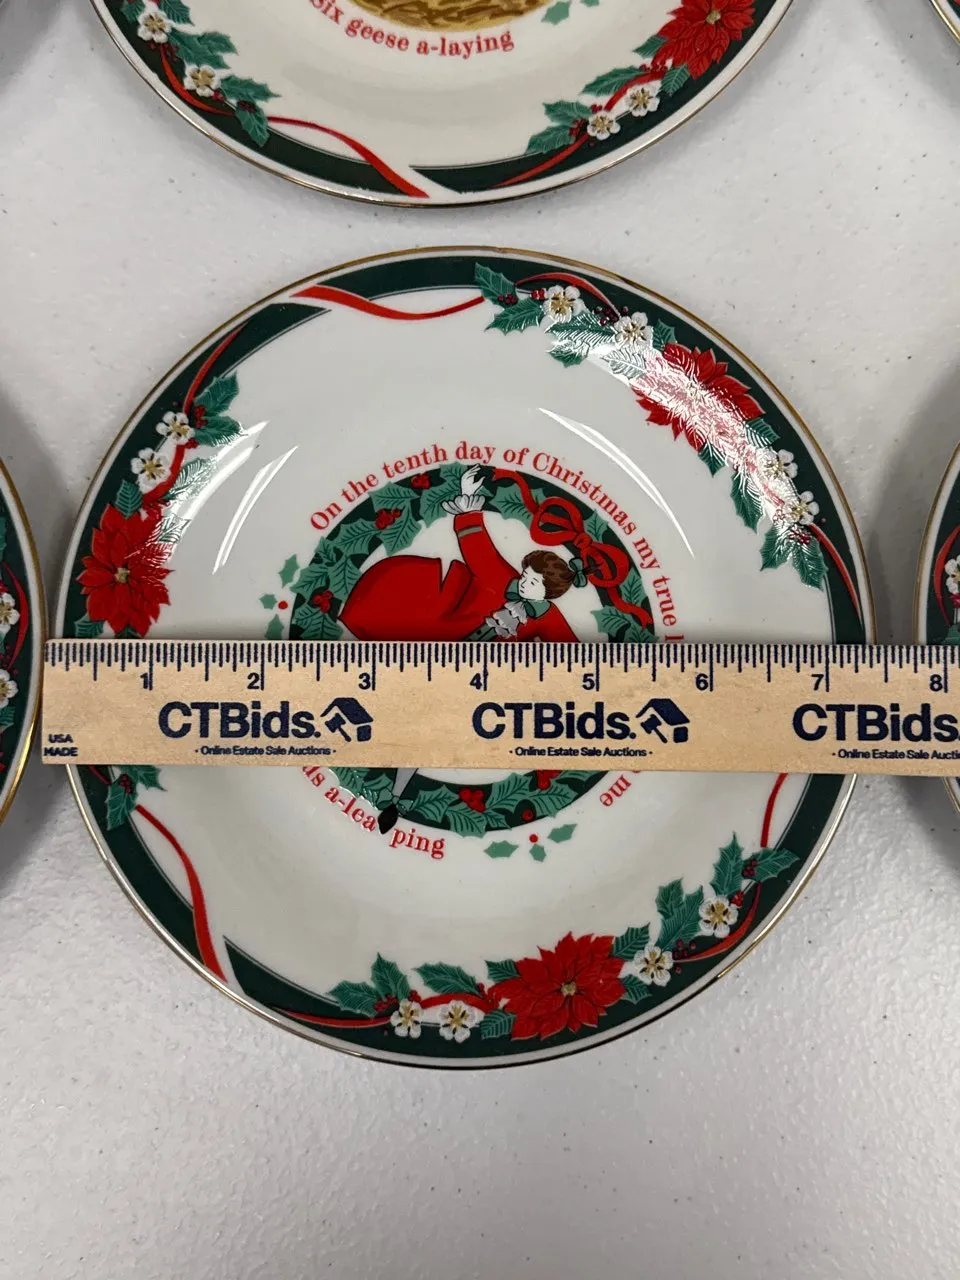 six geese a-laying
On the tenth day of Christmas my true
me
a-lea ping
1 2 3 4 5 6 7 8
USA
MADE
CTBids.
· Online Estate Sale Auctions ·
CTBids.
· Online Estate Sale Auctions ·
CTBids.
· Online Estate Sale Auc